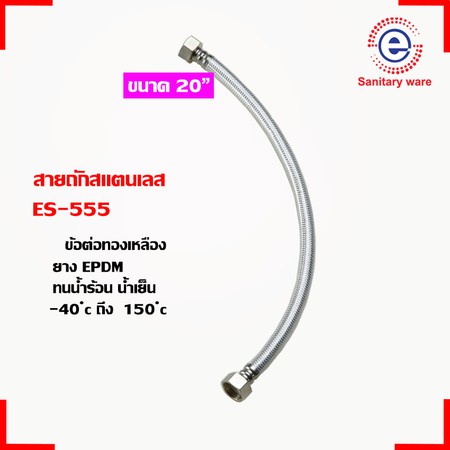 e
Sanitary ware
ขนาด 20”
สายถักสแตนเลส
ES-555
ข้อต่อทองเหลือง
ยาง EPDM
ทนน้ำร้อน น้ำเย็น
-40°c ถึง 150°c